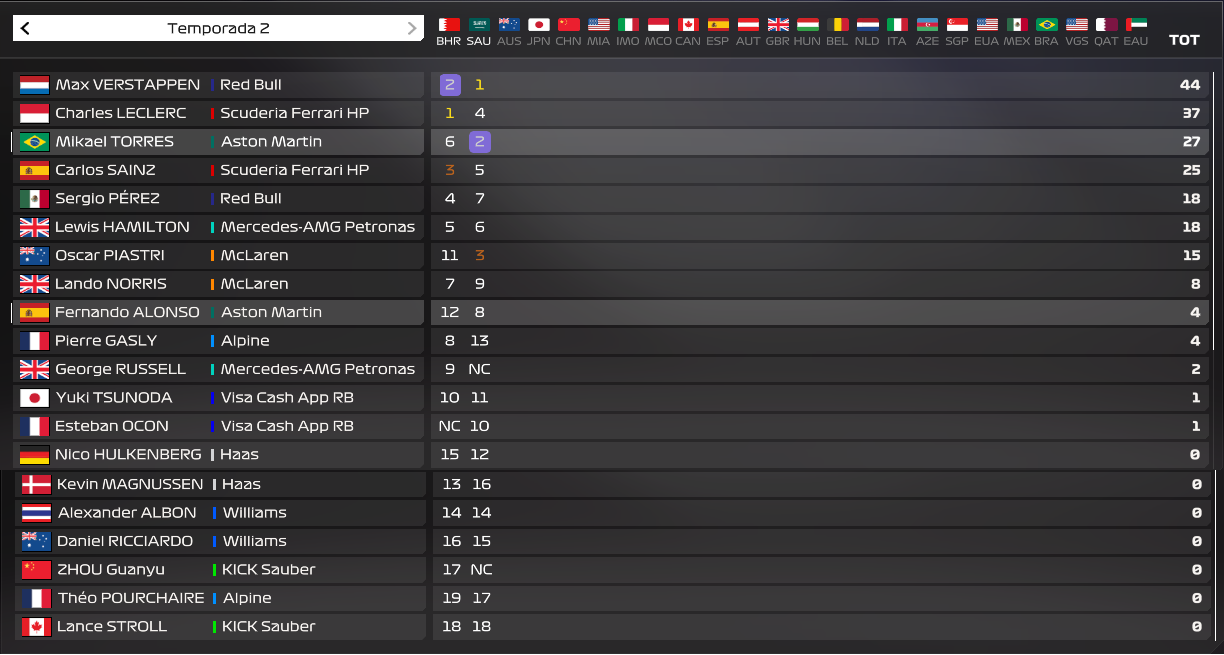 Temporada 2 BHR SAU AUS JPN CHN MIA IMO MCO CAN ESP AUT GBR HUN BEL NLD ITA AZE SGP EUA MEX BRA VGS QAT EAU TOT
Max VERSTAPPEN Red Bull 2 1 44
Charles LECLERC Scuderia Ferrari HP 1 4 37
Mikael TORRES Aston Martin 6 2 27
Carlos SAINZ Scuderia Ferrari HP 3 5 25
Sergio PÉREZ Red Bull 4 7 18
Lewis HAMILTON Mercedes-AMG Petronas 5 6 18
Oscar PIASTRI McLaren 11 3 15
Lando NORRIS McLaren 7 9 8
Fernando ALONSO Aston Martin 12 8 4
Pierre GASLY Alpine 8 13 4
George RUSSELL Mercedes-AMG Petronas 9 NC 2
Yuki TSUNODA Visa Cash App RB 10 11 1
Esteban OCON Visa Cash App RB NC 10 1
Nico HULKENBERG Haas 15 12 0
Kevin MAGNUSSEN Haas 13 16 0
Alexander ALBON Williams 14 14 0
Daniel RICCIARDO Williams 16 15 0
ZHOU Guanyu KICK Sauber 17 NC 0
Théo POURCHAIRE Alpine 19 17 0
Lance STROLL KICK Sauber 18 18 0